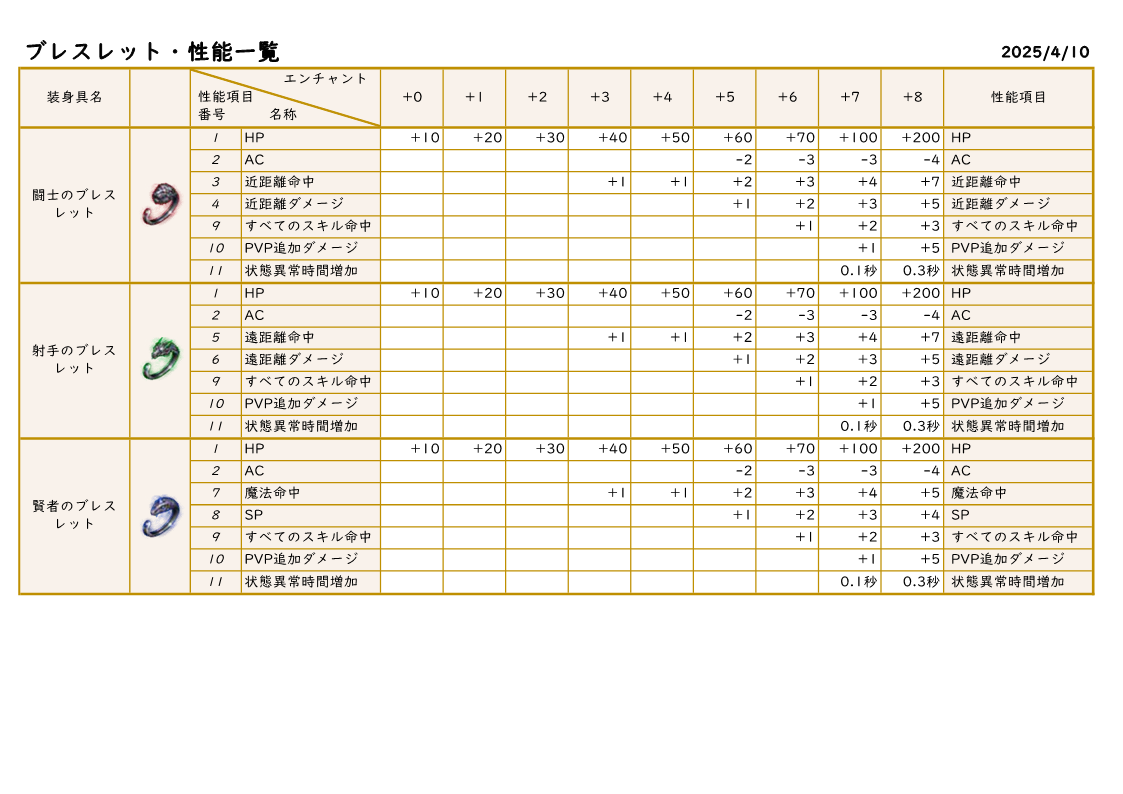 ブレスレット・性能一覧 2025/4/10
装身具名 エンチャント 性能項目 番号 名称 +0 +1 +2 +3 +4 +5 +6 +7 +8 性能項目
闘士のブレス
レット
1 HP +10 +20 +30 +40 +50 +60 +70 +100 +200 HP
2 AC -2 -3 -3 -4 AC
3 近距離命中 +1 +1 +2 +3 +4 +7 近距離命中
4 近距離ダメージ +1 +2 +3 +5 近距離ダメージ
9 すべてのスキル命中 +1 +2 +3 すべてのスキル命中
10 PVP追加ダメージ +1 +5 PVP追加ダメージ
11 状態異常時間増加 0.1秒 0.3秒 状態異常時間増加
射手のブレス
レット
1 HP +10 +20 +30 +40 +50 +60 +70 +100 +200 HP
2 AC -2 -3 -3 -4 AC
5 遠距離命中 +1 +1 +2 +3 +4 +7 遠距離命中
6 遠距離ダメージ +1 +2 +3 +5 遠距離ダメージ
9 すべてのスキル命中 +1 +2 +3 すべてのスキル命中
10 PVP追加ダメージ +1 +5 PVP追加ダメージ
11 状態異常時間増加 0.1秒 0.3秒 状態異常時間増加
賢者のブレス
レット
1 HP +10 +20 +30 +40 +50 +60 +70 +100 +200 HP
2 AC -2 -3 -3 -4 AC
7 魔法命中 +1 +1 +2 +3 +4 +5 魔法命中
8 SP +1 +2 +3 +4 SP
9 すべてのスキル命中 +1 +2 +3 すべてのスキル命中
10 PVP追加ダメージ +1 +5 PVP追加ダメージ
11 状態異常時間増加 0.1秒 0.3秒 状態異常時間増加